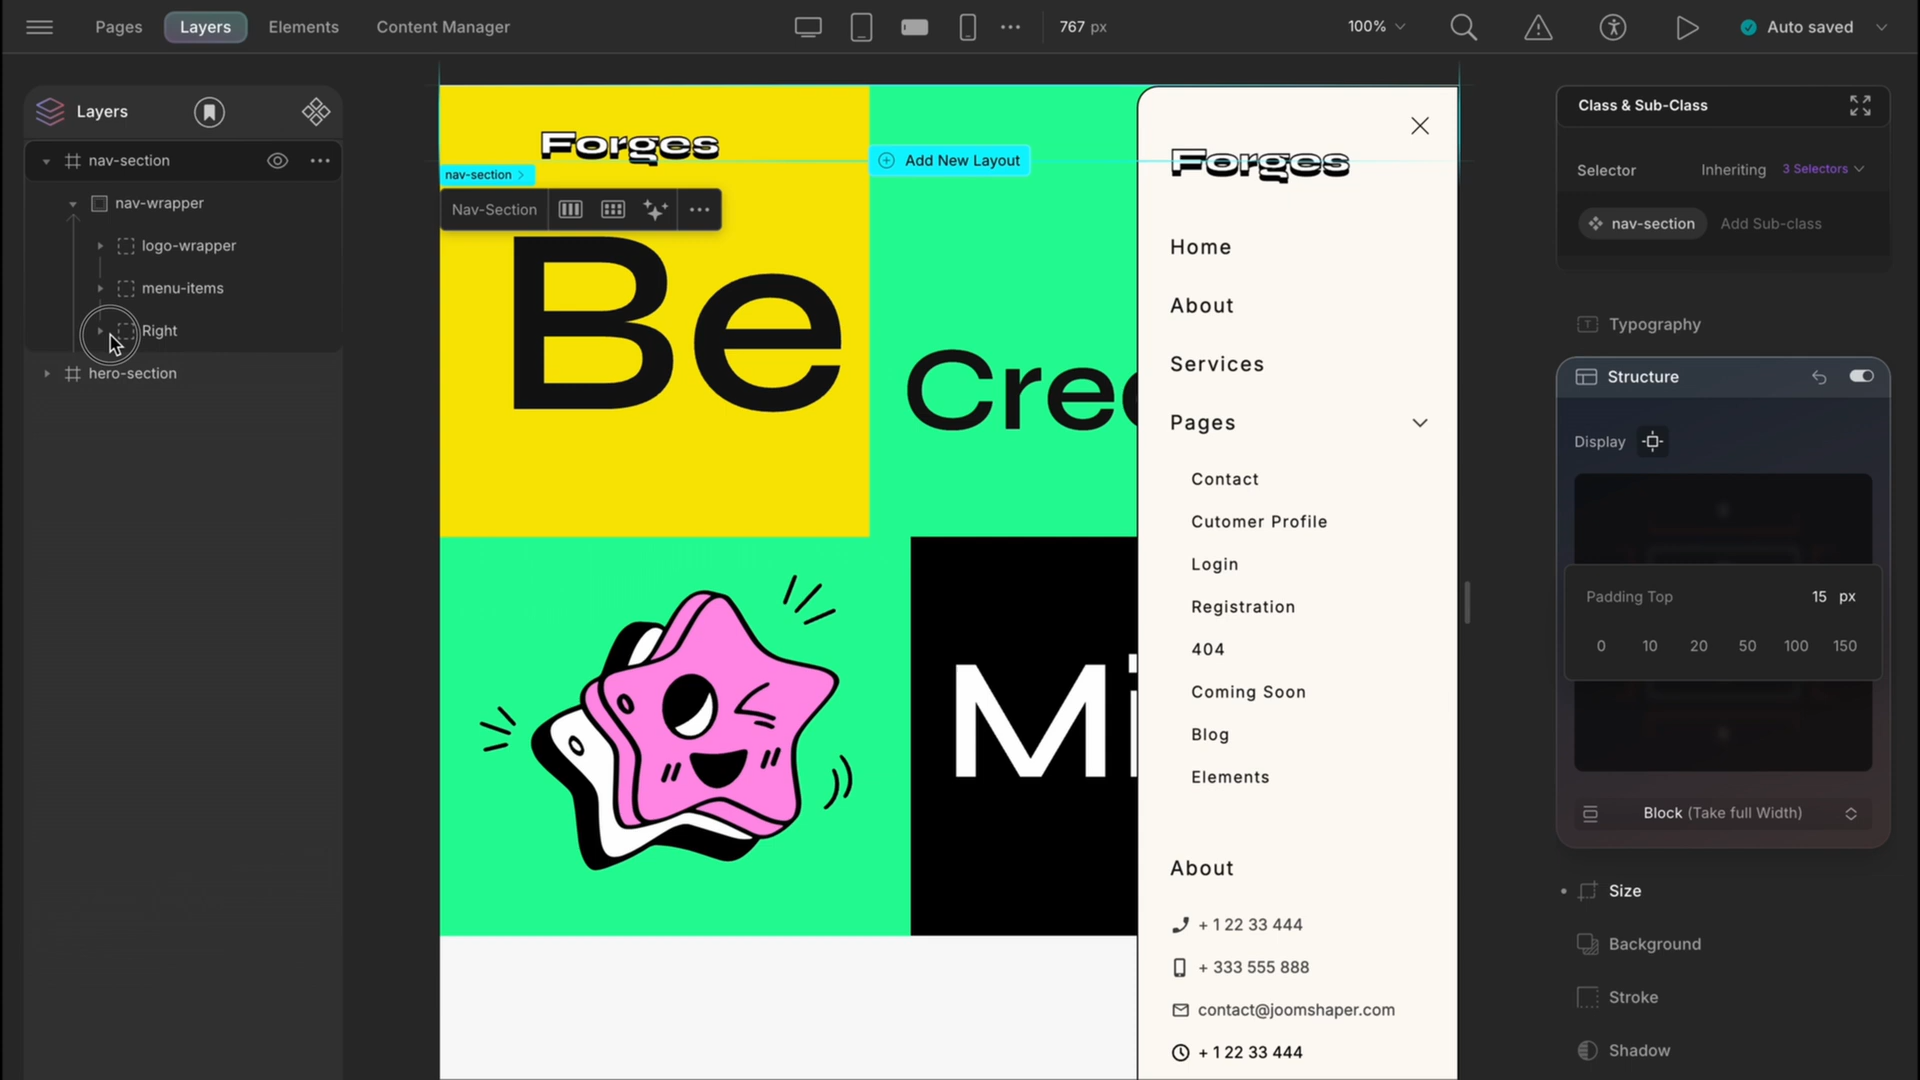 Pages Layers Elements Content Manager 767 px 100% Auto saved
Layers
nav-section
nav-wrapper
logo-wrapper
menu-items
Right
hero-section
Forges
nav-section
Add New Layout
Nav-Section
Be
Crea
Mi
Forges
Home
About
Services
Pages
Contact
Cutomer Profile
Login
Registration
404
Coming Soon
Blog
Elements
About
+ 1 22 33 444
+ 333 555 888
contact@joomshaper.com
+ 1 22 33 444
Class & Sub-Class
Selector Inheriting 3 Selectors
nav-section Add Sub-class
Typography
Structure
Display
Padding Top 15 px
0 10 20 50 100 150
Block (Take full Width)
Size
Background
Stroke
Shadow